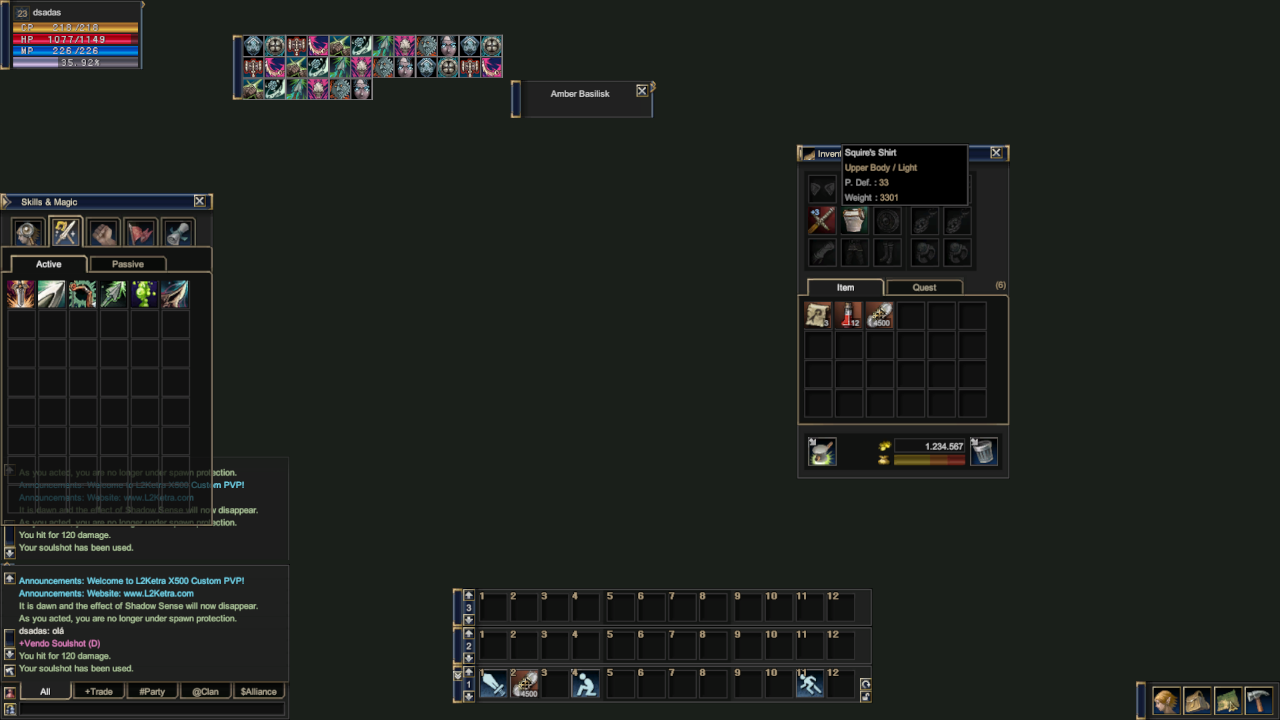 23 dsadas
CP 218/218
HP 1077/1149
MP 226/226
35.92%
Amber Basilisk
Squire's Shirt
Upper Body / Light
P. Def. : 33
Weight : 3301
Invent
+3
Item
Quest
(6)
3
12
4500
1.234.567
Skills & Magic
Active
Passive
As you acted, you are no longer under spawn protection.
Announcements: Welcome to L2Ketra X500 Custom PVP!
Announcements: Website: www.L2Ketra.com
It is dawn and the effect of Shadow Sense will now disappear.
As you acted, you are no longer under spawn protection.
You hit for 120 damage.
Your soulshot has been used.
Announcements: Welcome to L2Ketra X500 Custom PVP!
Announcements: Website: www.L2Ketra.com
It is dawn and the effect of Shadow Sense will now disappear.
As you acted, you are no longer under spawn protection.
dsadas: olá
+Vendo Soulshot (D)
You hit for 120 damage.
Your soulshot has been used.
All
+Trade
#Party
@Clan
$Alliance
3 1 2 3 4 5 6 7 8 9 10 11 12
2 1 2 3 4 5 6 7 8 9 10 11 12
1 1 2 3 4 5 6 7 8 9 10 11 12
4500